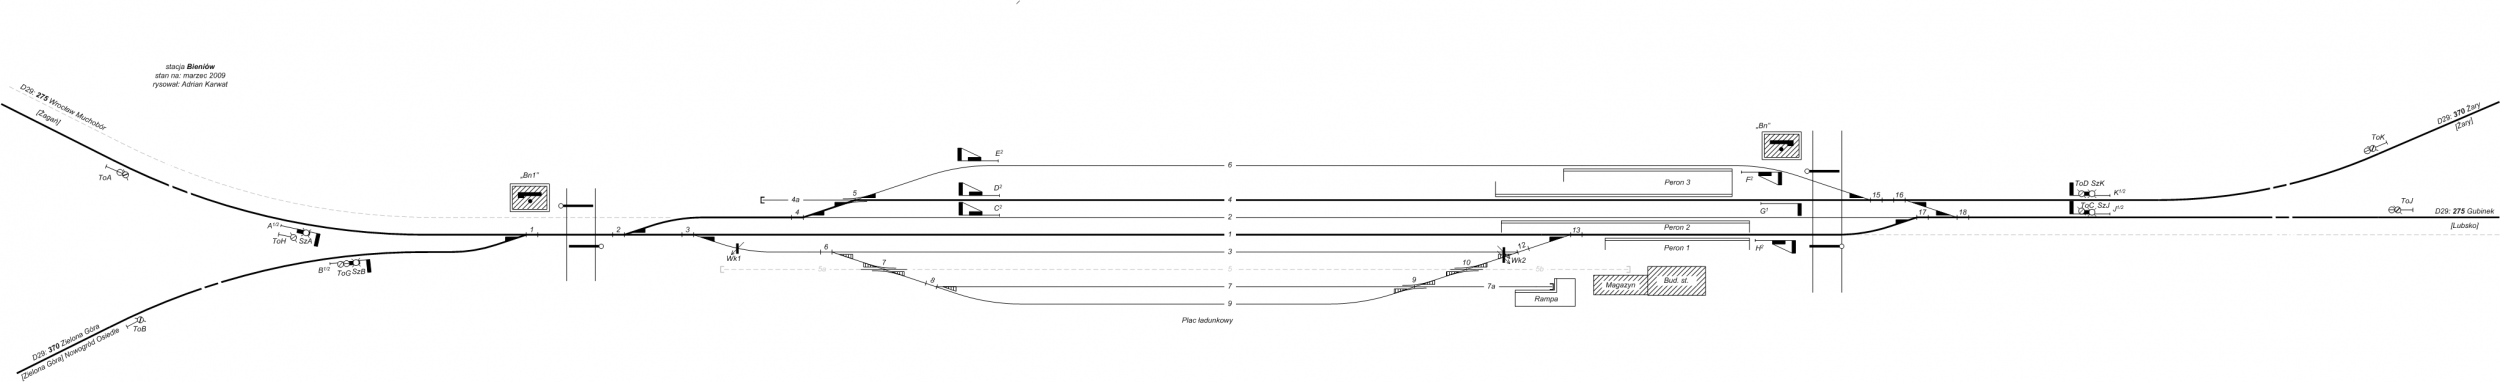 stacja Bieniów
stan na: marzec 2009
rysował: Adrian Karwat
D29: 275 Wrocław Muchobór
[Żagań]
ToA
A1/2
ToH
SzA
B1/2
ToG
SzB
ToB
D29: 370 Zielona Góra
[Zielona Góra] Nowogród Osiedle
„Bn1”
1
2
3
4
4a
5
Wk1
6
7
8
5a
E2
D2
C2
6
4
2
1
3
5
7
9
Plac ładunkowy
Peron 3
Peron 2
Peron 1
13
12
Wk2
10
9
7a
5b
Rampa
Magazyn
Bud. st.
„Bn”
F2
G1
H2
15
16
17
18
ToD SzK
K1/2
ToC SzJ
J1/2
ToK
D29: 370 Żary
[Żary]
ToJ
D29: 275 Gubinek
[Lubsko]